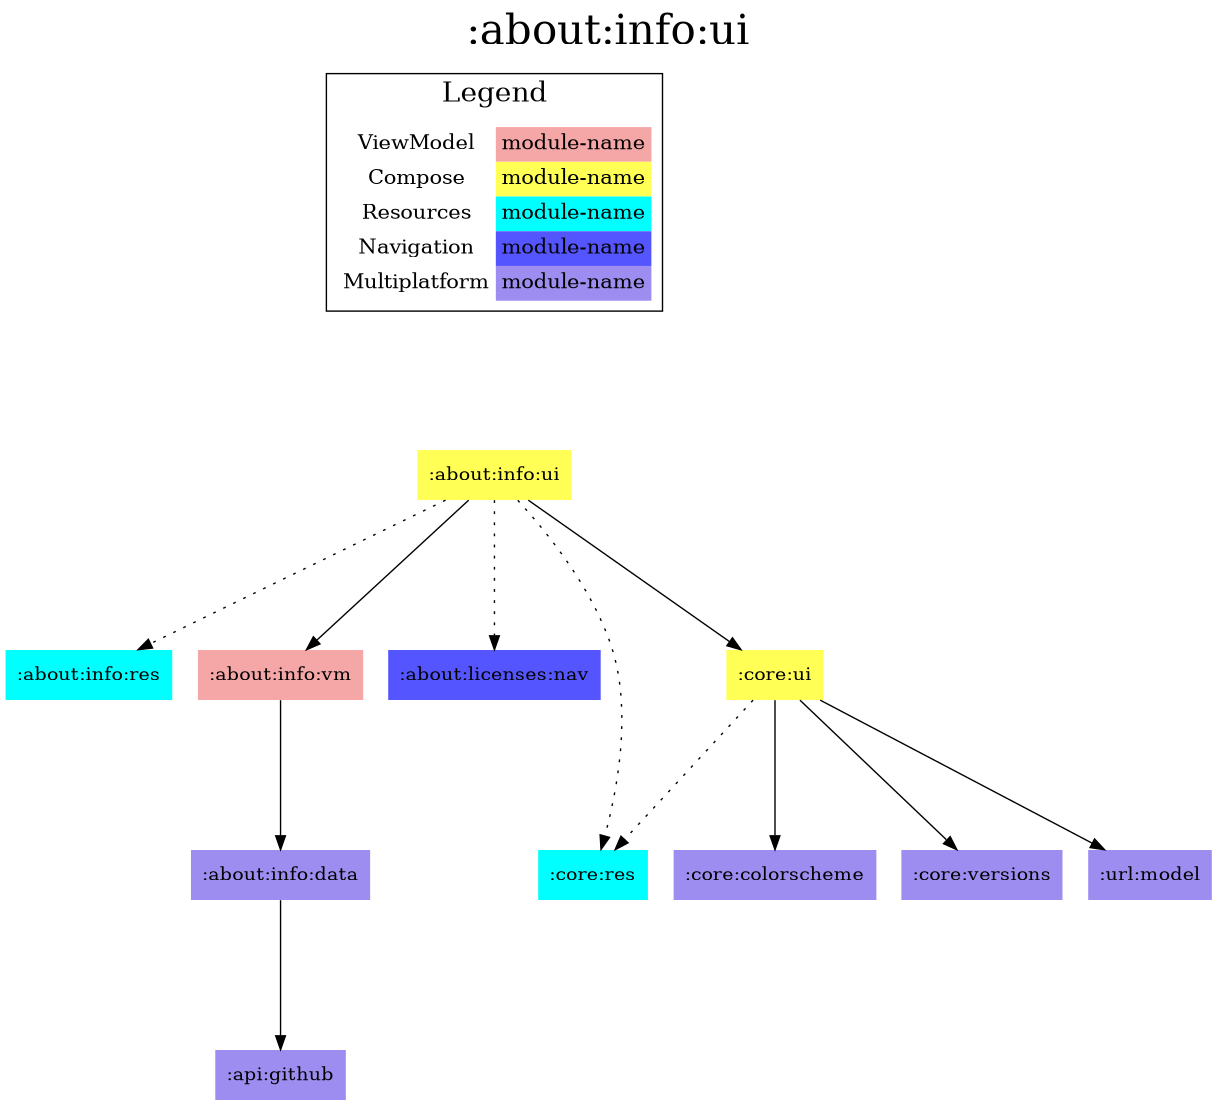 :about:info:ui
Legend
ViewModel module-name
Compose module-name
Resources module-name
Navigation module-name
Multiplatform module-name
:about:info:ui
:about:info:res :about:info:vm :about:licenses:nav :core:ui
:about:info:data :core:res :core:colorscheme :core:versions :url:model
:api:github